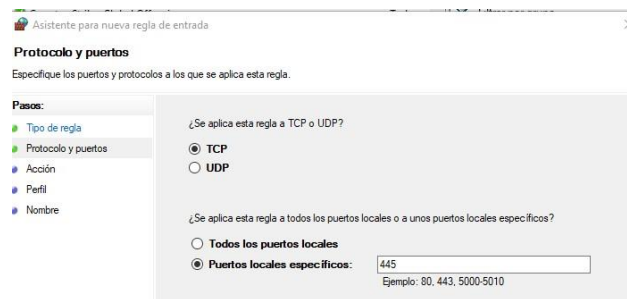 Asistente para nueva regla de entrada
Protocolo y puertos
Especifique los puertos y protocolos a los que se aplica esta regla.
Pasos:
Tipo de regla
Protocolo y puertos
Acción
Perfil
Nombre
¿Se aplica esta regla a TCP o UDP?
TCP
UDP
¿Se aplica esta regla a todos los puertos locales o a unos puertos locales específicos?
Todos los puertos locales
Puertos locales específicos: 445
Ejemplo: 80, 443, 5000-5010